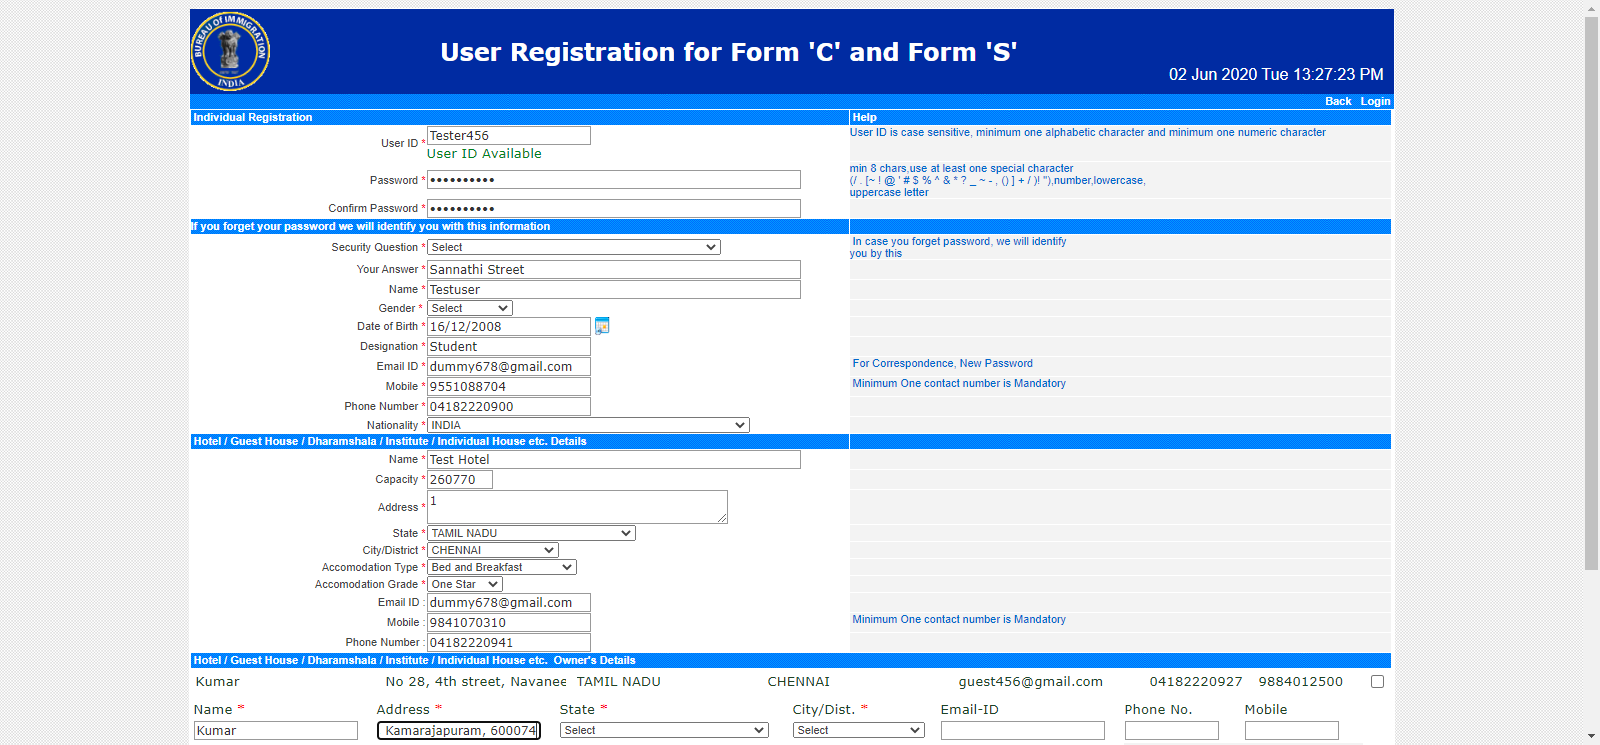 BUREAU OF IMMIGRATION
INDIA
User Registration for Form 'C' and Form 'S'
02 Jun 2020 Tue 13:27:23 PM
Back Login
Individual Registration Help
User ID * Tester456 User ID is case sensitive, minimum one alphabetic character and minimum one numeric character
User ID Available
Password * •••••••••• min 8 chars,use at least one special character
(/ . [~ ! @ ' # $ % ^ & * ? _ ~ - , () ] + / )! "),number,lowercase,
uppercase letter
Confirm Password * ••••••••••
If you forget your password we will identify you with this information
Security Question * Select In case you forget password, we will identify
you by this
Your Answer * Sannathi Street
Name * Testuser
Gender * Select
Date of Birth * 16/12/2008
Designation * Student
Email ID * dummy678@gmail.com For Correspondence, New Password
Mobile * 9551088704 Minimum One contact number is Mandatory
Phone Number * 04182220900
Nationality * INDIA
Hotel / Guest House / Dharamshala / Institute / Individual House etc. Details
Name * Test Hotel
Capacity * 260770
Address * 1
State * TAMIL NADU
City/District * CHENNAI
Accomodation Type * Bed and Breakfast
Accomodation Grade * One Star
Email ID : dummy678@gmail.com
Mobile : 9841070310 Minimum One contact number is Mandatory
Phone Number : 04182220941
Hotel / Guest House / Dharamshala / Institute / Individual House etc. Owner's Details
Kumar No 28, 4th street, Navanee TAMIL NADU CHENNAI guest456@gmail.com 04182220927 9884012500
Name * Address * State * City/Dist. * Email-ID Phone No. Mobile
Kumar Kamarajapuram, 600074 Select Select